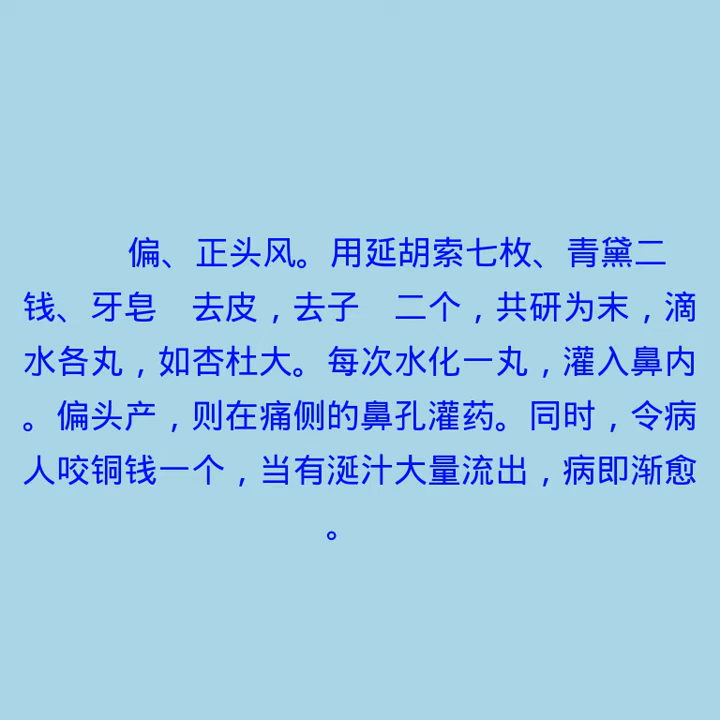 偏、正头风。用延胡索七枚、青黛二
钱、牙皂　去皮，去子　二个，共研为末，滴
水各丸，如杏杜大。每次水化一丸，灌入鼻内
。偏头产，则在痛侧的鼻孔灌药。同时，令病
人咬铜钱一个，当有涎汁大量流出，病即渐愈
。